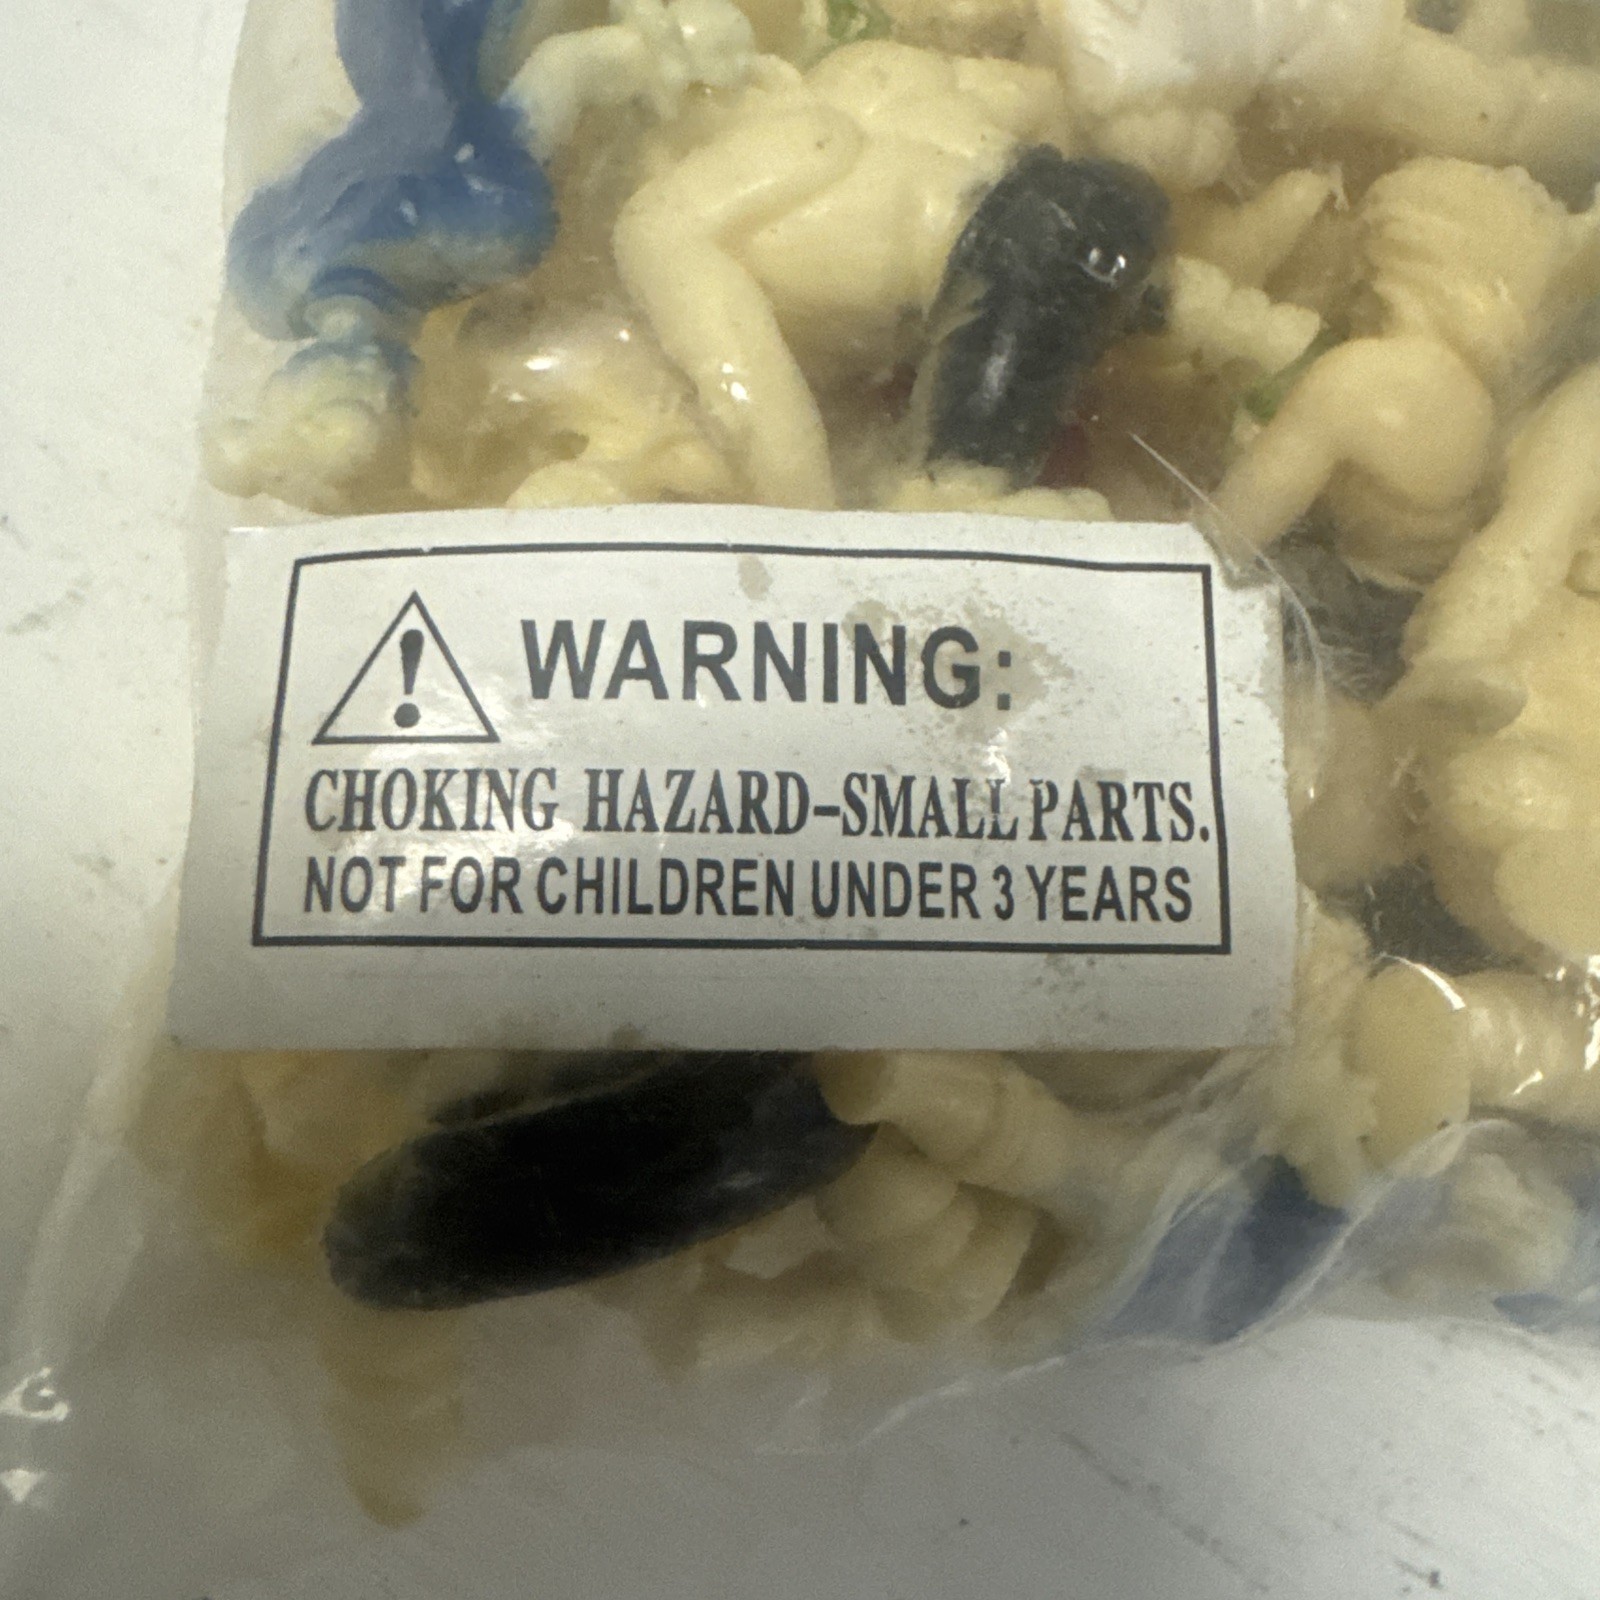 WARNING:
CHOKING HAZARD-SMALL PARTS.
NOT FOR CHILDREN UNDER 3 YEARS